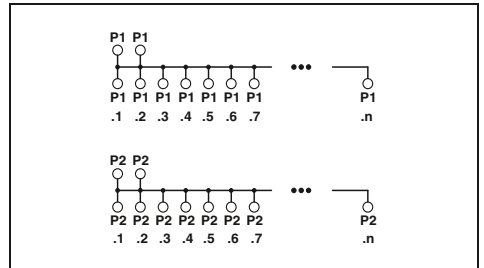 P1 P1
P1 P1 P1 P1 P1 P1 P1 P1
.1 .2 .3 .4 .5 .6 .7 .n
P2 P2
P2 P2 P2 P2 P2 P2 P2 P2
.1 .2 .3 .4 .5 .6 .7 .n